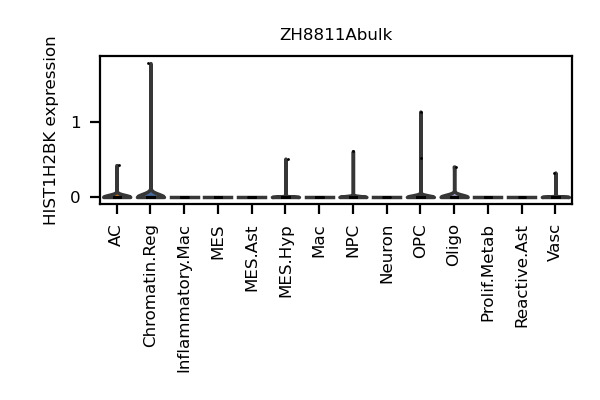 ZH8811Abulk
HIST1H2BK expression
1
0
AC
Chromatin.Reg
Inflammatory.Mac
MES
MES.Ast
MES.Hyp
Mac
NPC
Neuron
OPC
Oligo
Prolif.Metab
Reactive.Ast
Vasc